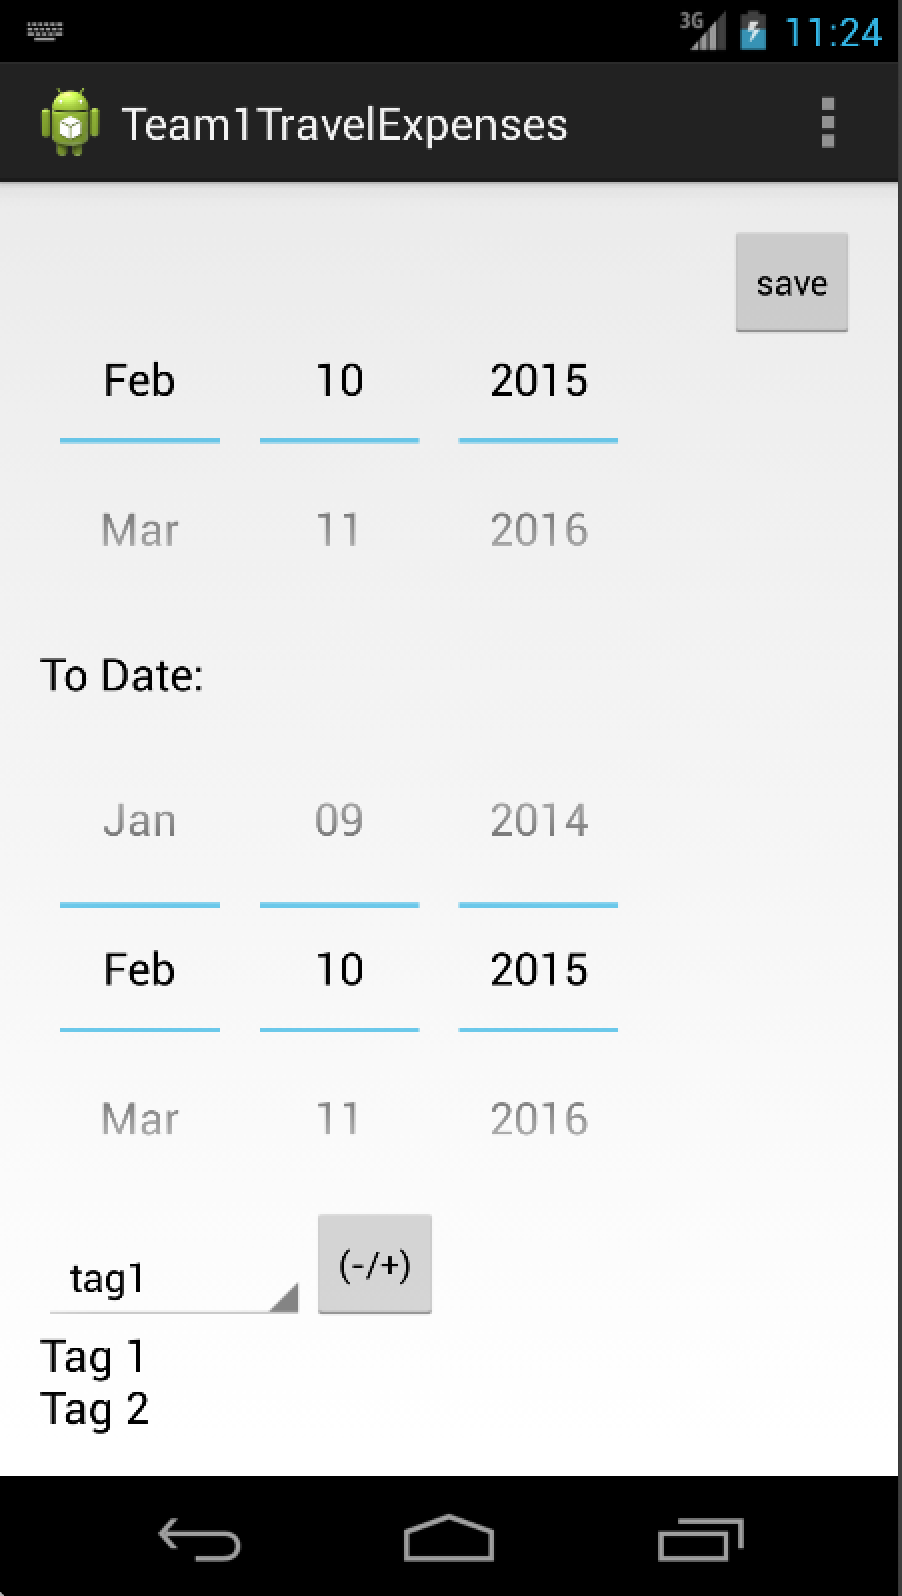 3G 11:24
Team1TravelExpenses
save
Feb 10 2015
Mar 11 2016
To Date:
Jan 09 2014
Feb 10 2015
Mar 11 2016
tag1 (-/+)
Tag 1
Tag 2